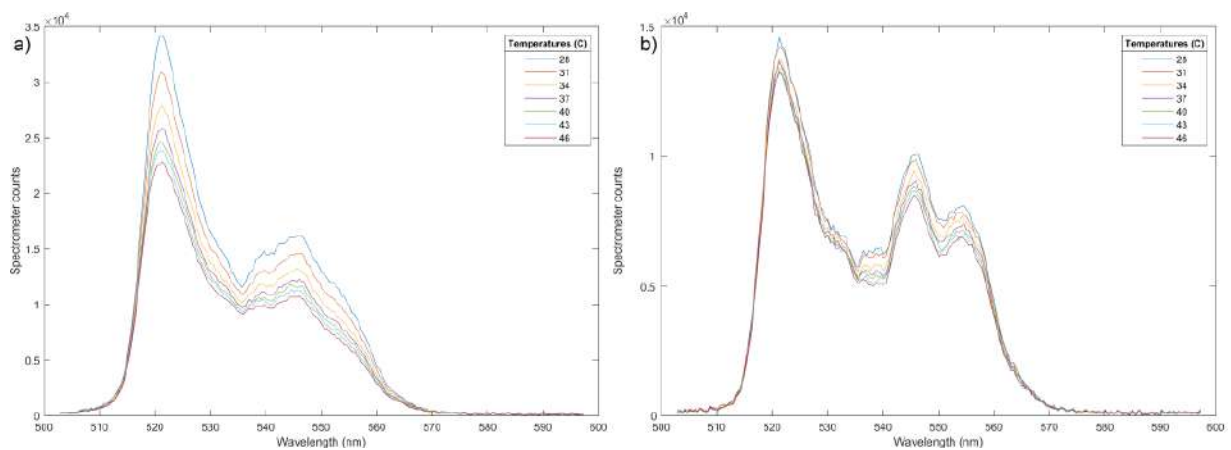 a)
×10⁴
3.5
3
2.5
2
1.5
1
0.5
0
Spectrometer counts
500 510 520 530 540 550 560 570 580 590 600
Wavelength (nm)
Temperatures (C)
28
31
34
37
40
43
46
b)
×10⁴
1.5
1
0.5
0
Spectrometer counts
500 510 520 530 540 550 560 570 580 590 600
Wavelength (nm)
Temperatures (C)
28
31
34
37
40
43
46